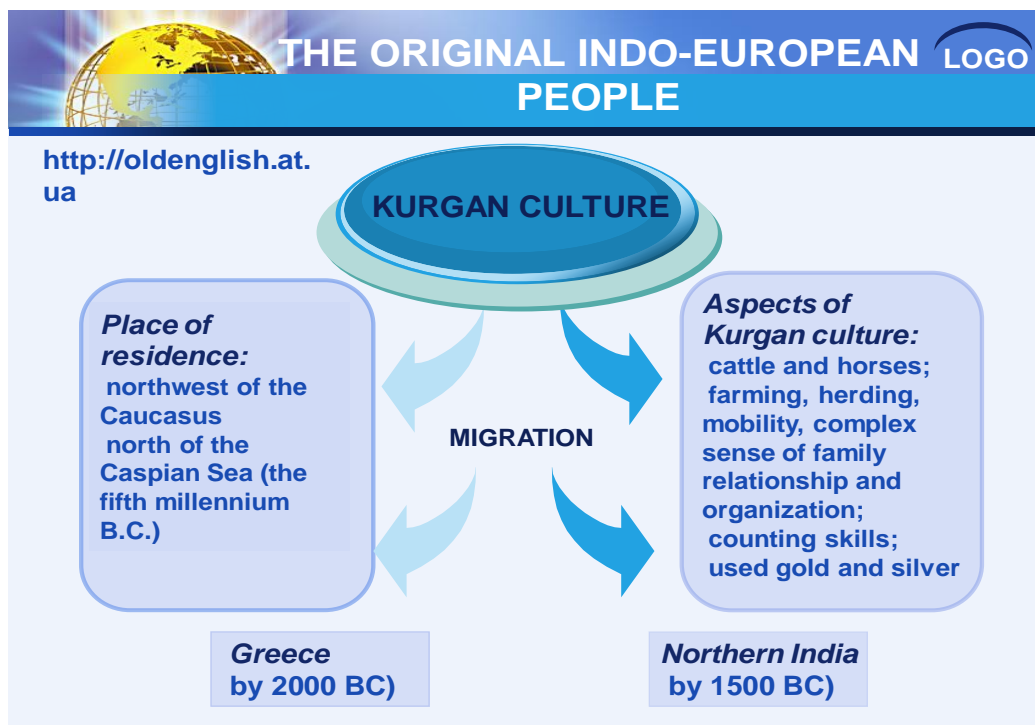 THE ORIGINAL INDO-EUROPEAN
PEOPLE
LOGO
http://oldenglish.at.
ua
KURGAN CULTURE
Place of
residence:
northwest of the
Caucasus
north of the
Caspian Sea (the
fifth millennium
B.C.)
MIGRATION
Aspects of
Kurgan culture:
cattle and horses;
farming, herding,
mobility, complex
sense of family
relationship and
organization;
counting skills;
used gold and silver
Greece
by 2000 BC)
Northern India
by 1500 BC)